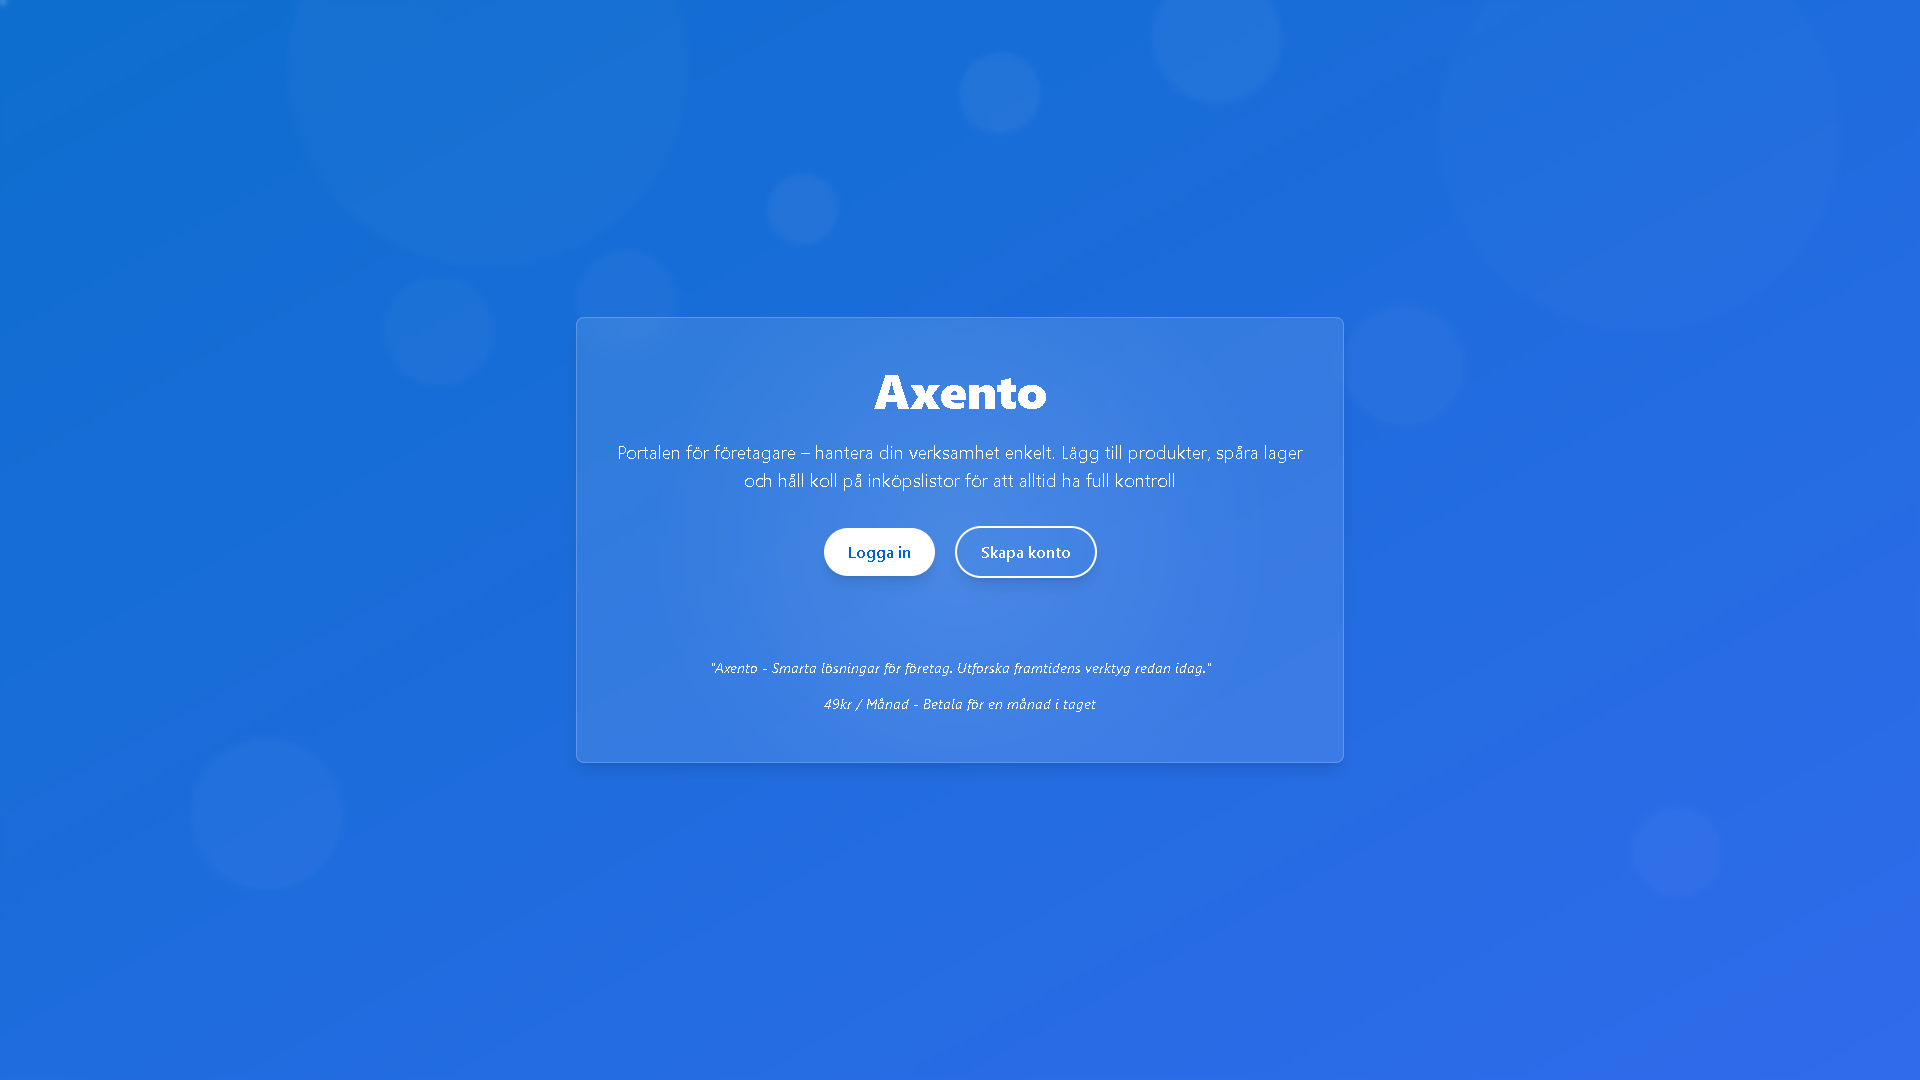 Axento
Portalen för företagare – hantera din verksamhet enkelt. Lägg till produkter, spåra lager
och håll koll på inköpslistor för att alltid ha full kontroll
Logga in
Skapa konto
"Axento - Smarta lösningar för företag. Utforska framtidens verktyg redan idag."
49kr / Månad - Betala för en månad i taget